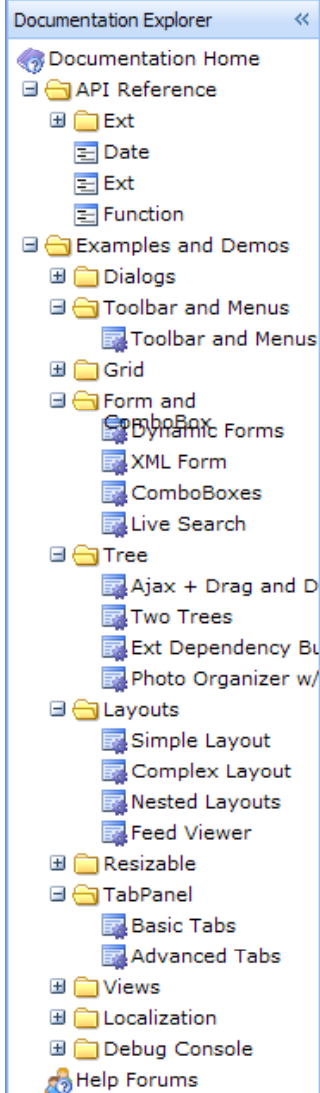 Documentation Explorer
Documentation Home
API Reference
Ext
Date
Ext
Function
Examples and Demos
Dialogs
Toolbar and Menus
Toolbar and Menus
Grid
Form and
ComboBox
Dynamic Forms
XML Form
ComboBoxes
Live Search
Tree
Ajax + Drag and D
Two Trees
Ext Dependency Bu
Photo Organizer w/
Layouts
Simple Layout
Complex Layout
Nested Layouts
Feed Viewer
Resizable
TabPanel
Basic Tabs
Advanced Tabs
Views
Localization
Debug Console
Help Forums